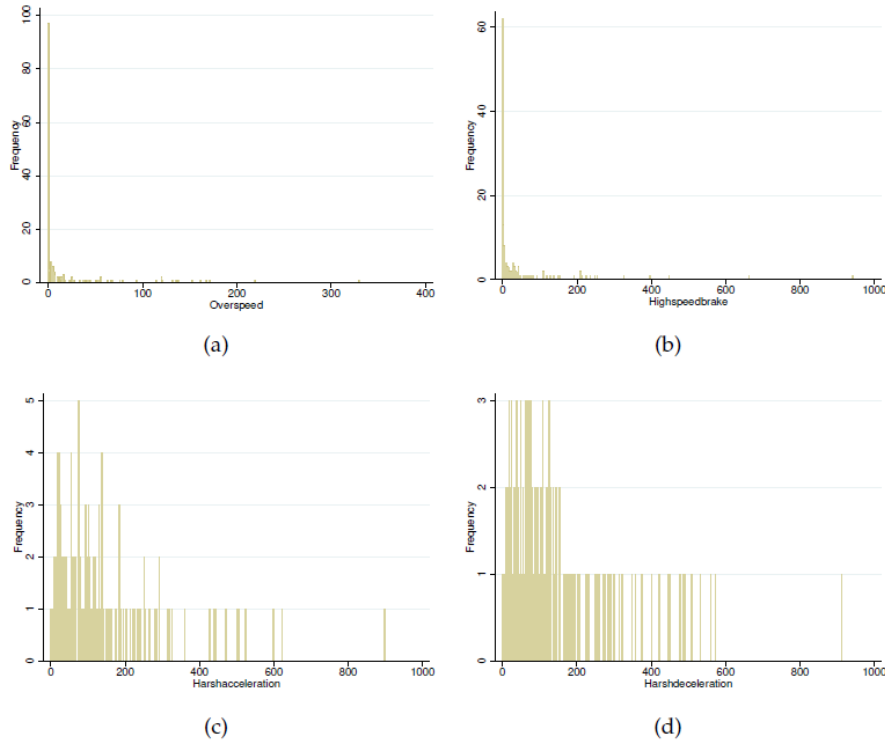 Frequency
0 20 40 60 80 100
0 100 200 300 400
Overspeed
(a)
Frequency
0 20 40 60
0 200 400 600 800 1000
Highspeedbrake
(b)
Frequency
0 1 2 3 4 5
0 200 400 600 800 1000
Harshacceleration
(c)
Frequency
0 1 2 3
0 200 400 600 800 1000
Harshdeceleration
(d)